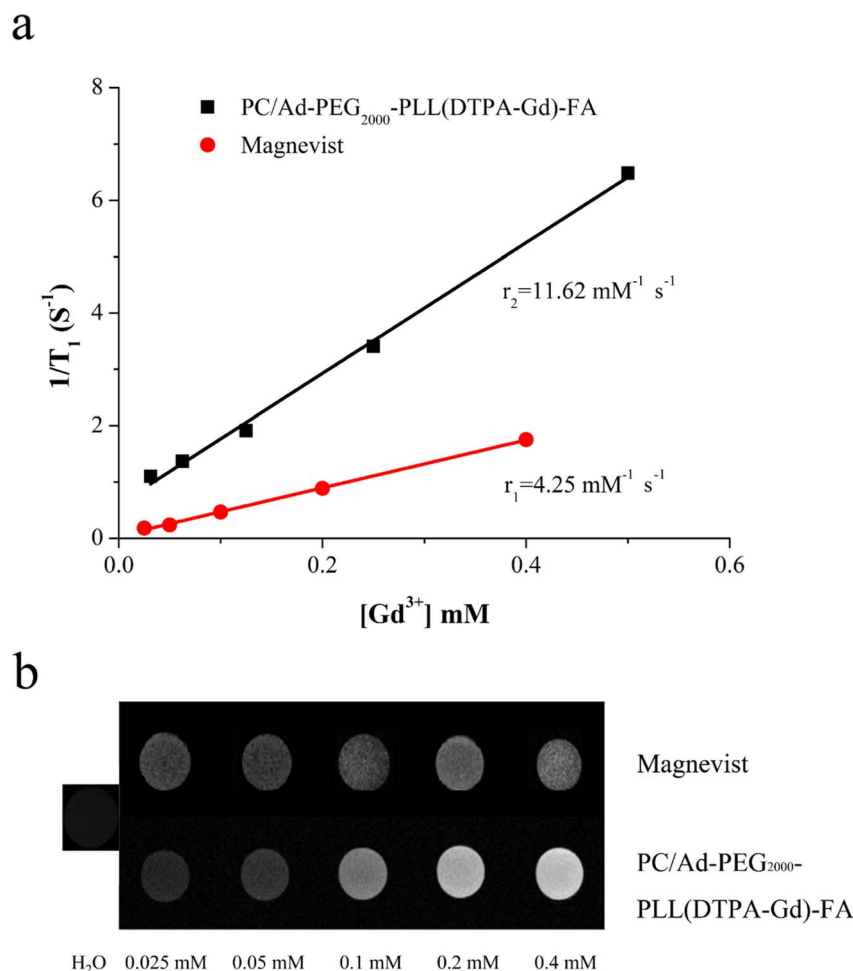 a
8
6
4
2
0
0.0 0.2 0.4 0.6
1/T₁ (S⁻¹)
[Gd³⁺] mM
PC/Ad-PEG₂₀₀₀-PLL(DTPA-Gd)-FA
Magnevist
r₂=11.62 mM⁻¹ s⁻¹
r₁=4.25 mM⁻¹ s⁻¹
b
Magnevist
PC/Ad-PEG₂₀₀₀-
PLL(DTPA-Gd)-FA
H₂O 0.025 mM 0.05 mM 0.1 mM 0.2 mM 0.4 mM